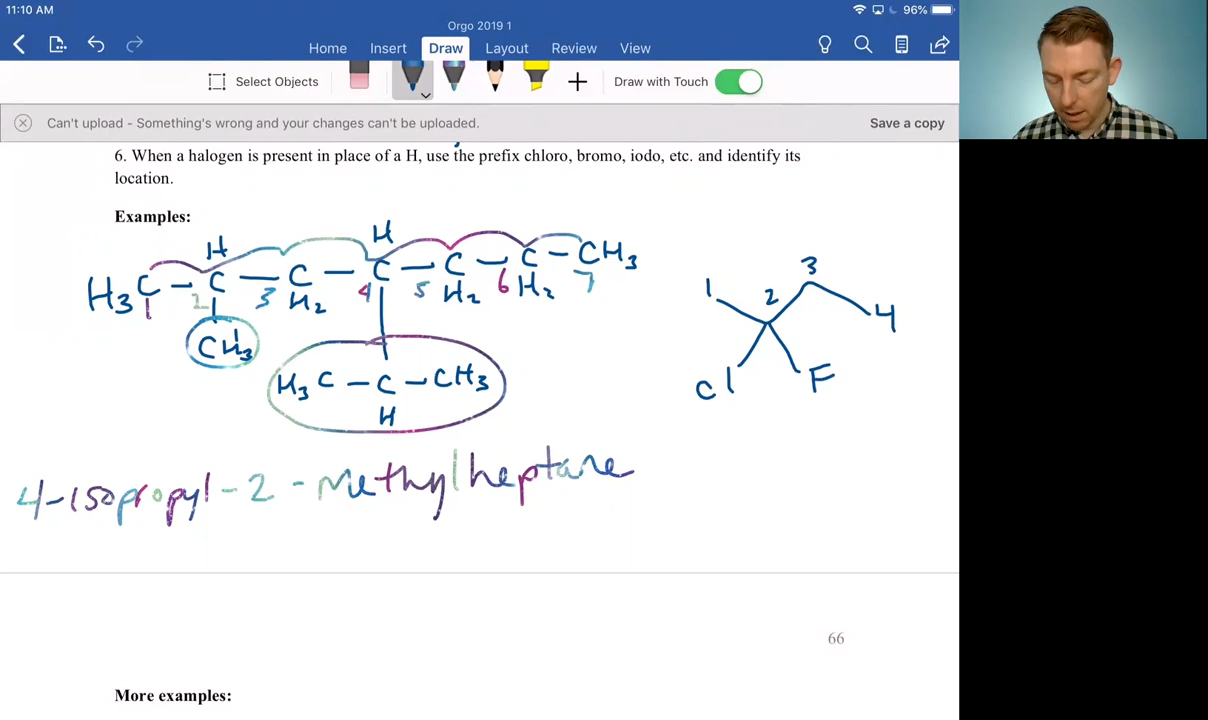 11:10 AM
96%
Orgo 2019 1
Home Insert Draw Layout Review View
Select Objects
Draw with Touch
Can't upload - Something's wrong and your changes can't be uploaded.
Save a copy
6. When a halogen is present in place of a H, use the prefix chloro, bromo, iodo, etc. and identify its
location.
Examples:
H H
H3C - C - C - C - C - C - CH3
H2 H2 H2
1 2 3 4 5 6 7
CH3
H3C - C - CH3
H
1 2 3 4
Cl F
4-isopropyl-2-methylheptane
66
More examples: